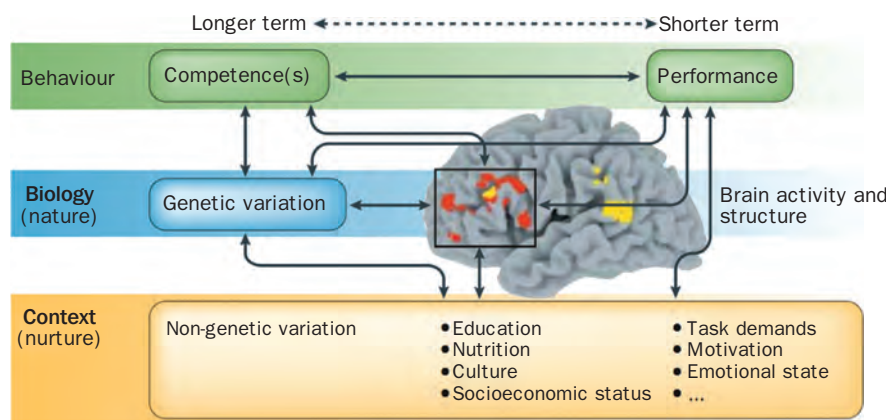 Longer term
Shorter term
Behaviour
Competence(s)
Performance
Biology
(nature)
Genetic variation
Brain activity and
structure
Context
(nurture)
Non-genetic variation
• Education
• Nutrition
• Culture
• Socioeconomic status
• Task demands
• Motivation
• Emotional state
• ...